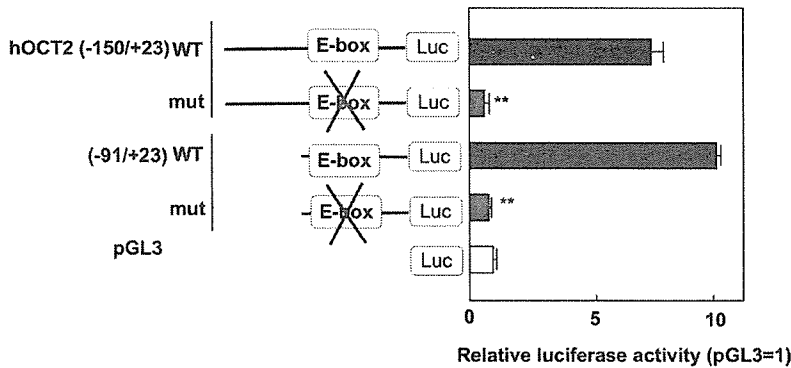 hOCT2 (-150/+23) WT E-box Luc
mut E-box Luc **
(-91/+23) WT E-box Luc
mut E-box Luc **
pGL3 Luc
0 5 10
Relative luciferase activity (pGL3=1)